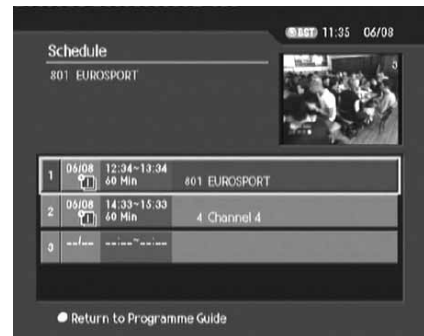 BST 11:35 06/08
Schedule
801 EUROSPORT
3
1 06/08 12:34~13:34
60 Min 801 EUROSPORT
2 06/08 14:33~15:33
60 Min 4 Channel 4
3 --/-- --:--~--:--
Return to Programme Guide